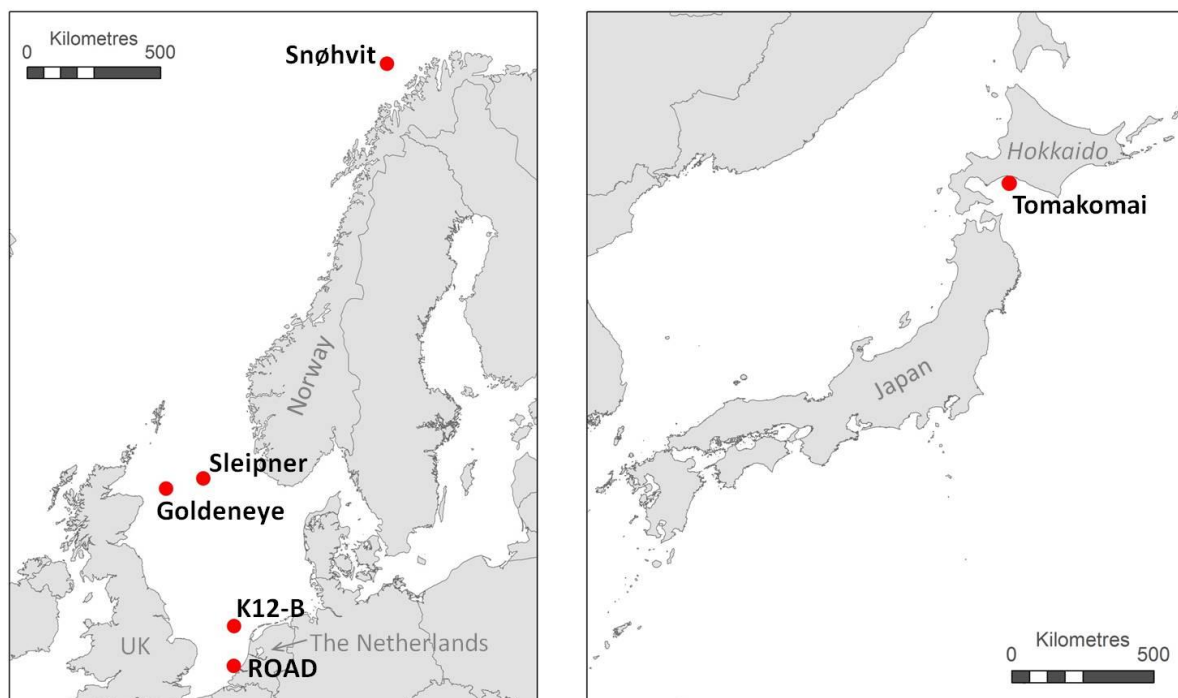 Kilometres
0 500
Snøhvit
Norway
Sleipner
Goldeneye
K12-B
UK
The Netherlands
ROAD
Hokkaido
Tomakomai
Japan
Kilometres
0 500